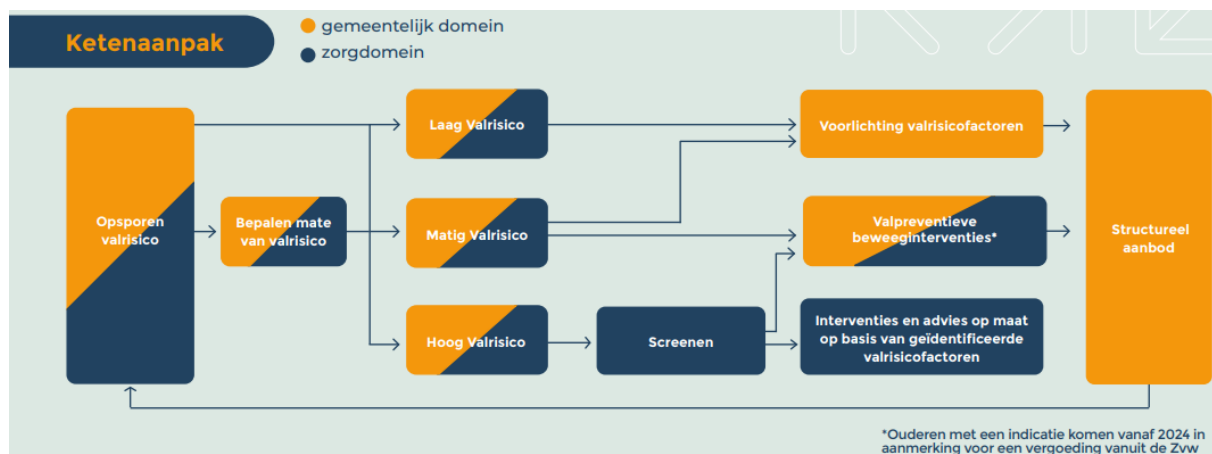 Ketenaanpak
gemeentelijk domein
zorgdomein
Opsporen
valrisico
Bepalen mate
van valrisico
Laag Valrisico
Matig Valrisico
Hoog Valrisico
Screenen
Voorlichting valrisicofactoren
Valpreventieve
beweeginterventies*
Interventies en advies op maat
op basis van geïdentificeerde
valrisicofactoren
Structureel
aanbod
*Ouderen met een indicatie komen vanaf 2024 in
aanmerking voor een vergoeding vanuit de Zvw